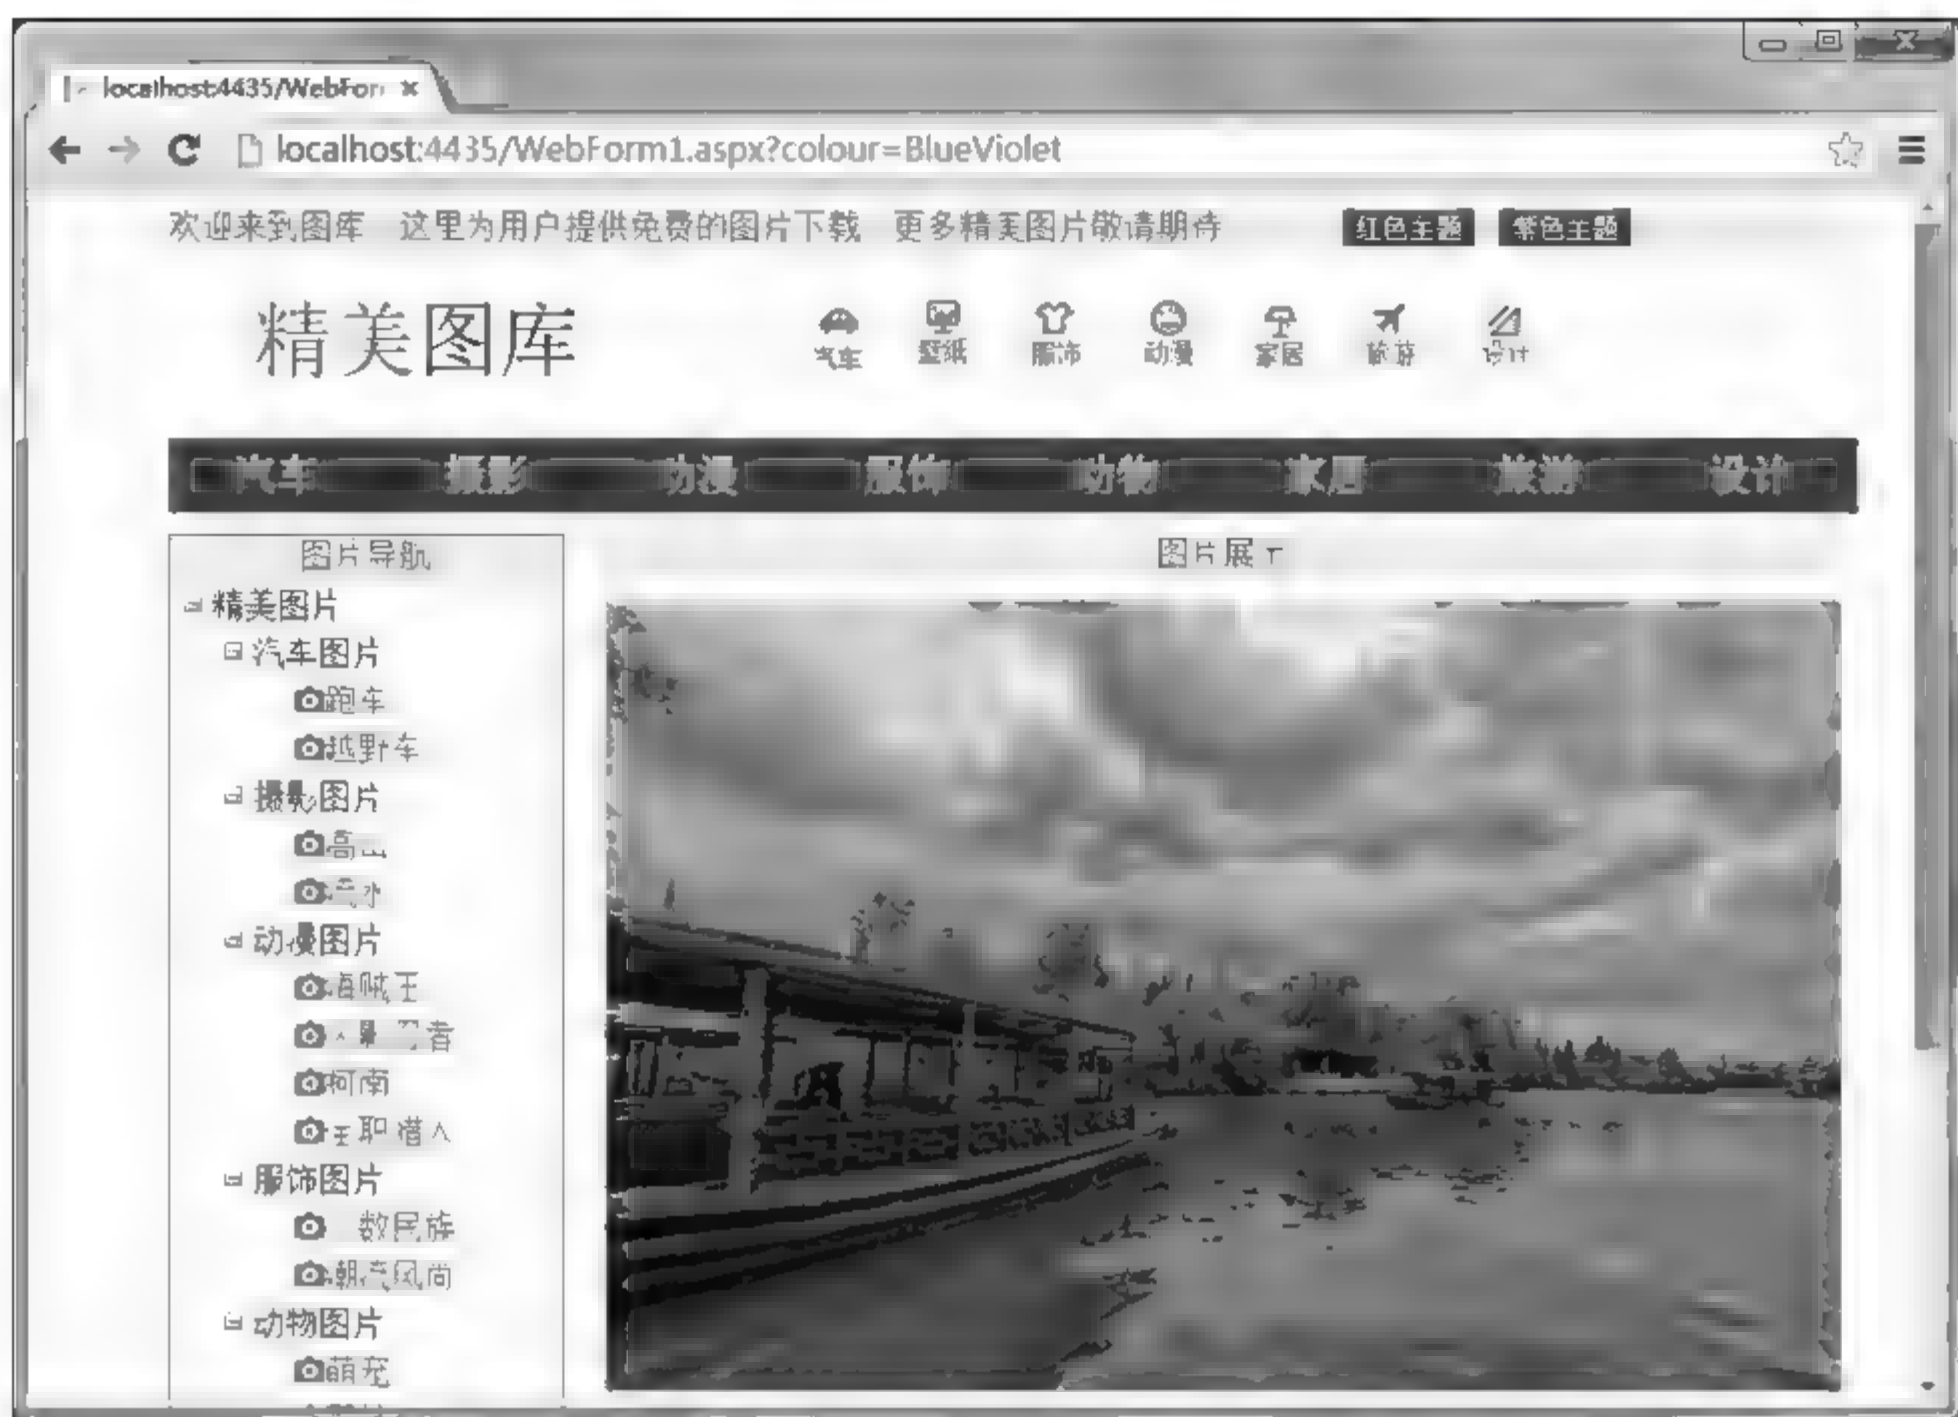 localhost:4435/WebFor
localhost:4435/WebForm1.aspx?colour=BlueViolet
欢迎来到图库 这里为用户提供免费的图片下载 更多精美图片敬请期待 红色主题 紫色主题
精美图库
汽车 壁纸 服饰 动漫 家居 旅游 设计
汽车 摄影 动漫 服饰 动物 家居 旅游 设计
图片导航
图片展
精美图片
汽车图片
跑车
越野车
摄影图片
高山
动漫图片
海贼王
者
柯南
职猎人
服饰图片
数民族
潮流风尚
动物图片
萌宠